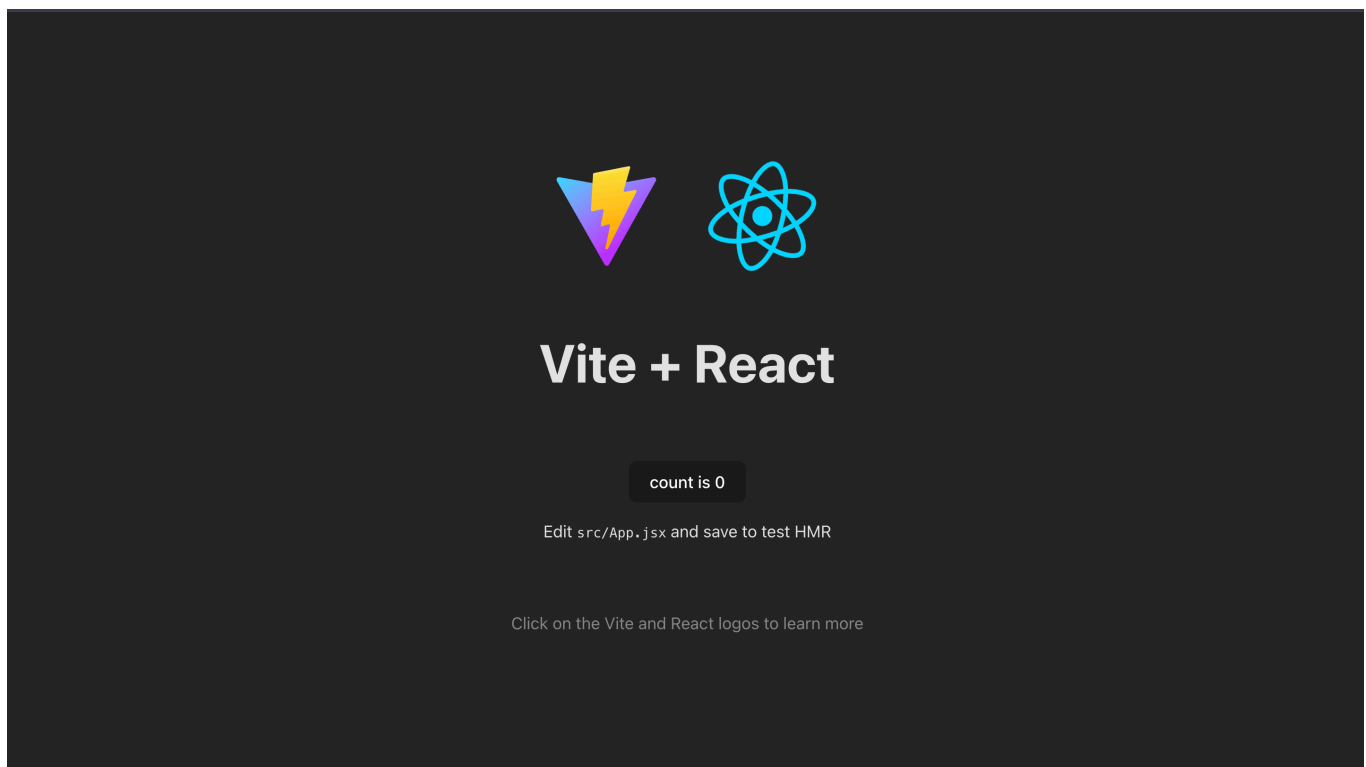 Vite + React
count is 0
Edit src/App.jsx and save to test HMR
Click on the Vite and React logos to learn more